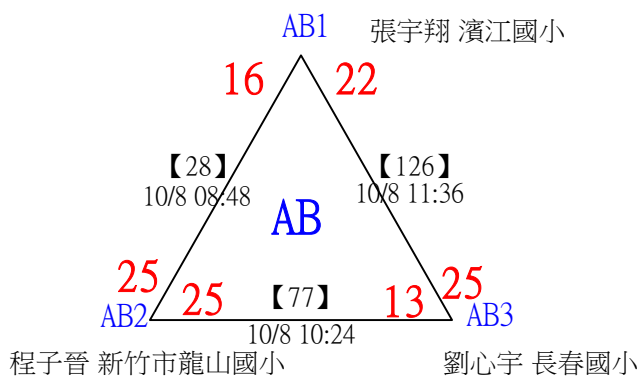 AB1 張宇翔 濱江國小
16 22
【28】 【126】
10/8 08:48 10/8 11:36
AB
25 25 【77】 13 25
AB2 10/8 10:24 AB3
程子晉 新竹市龍山國小 劉心宇 長春國小